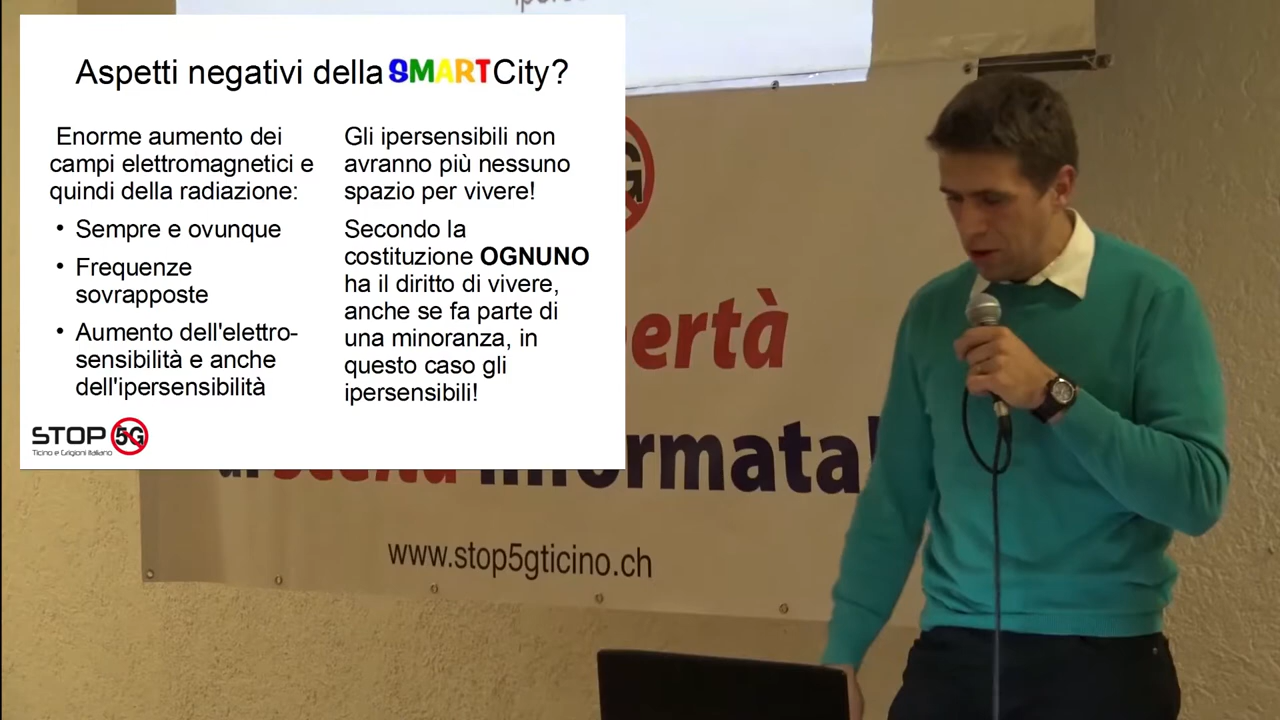 Aspetti negativi della SMART City?
Enorme aumento dei
campi elettromagnetici e
quindi della radiazione:
• Sempre e ovunque
• Frequenze
sovrapposte
• Aumento dell'elettro-
sensibilità e anche
dell'ipersensibilità
Gli ipersensibili non
avranno più nessuno
spazio per vivere!
Secondo la
costituzione OGNUNO
ha il diritto di vivere,
anche se fa parte di
una minoranza, in
questo caso gli
ipersensibili!
STOP 5G
Ticino e Grigioni italiano
ertà
informata!
www.stop5gticino.ch